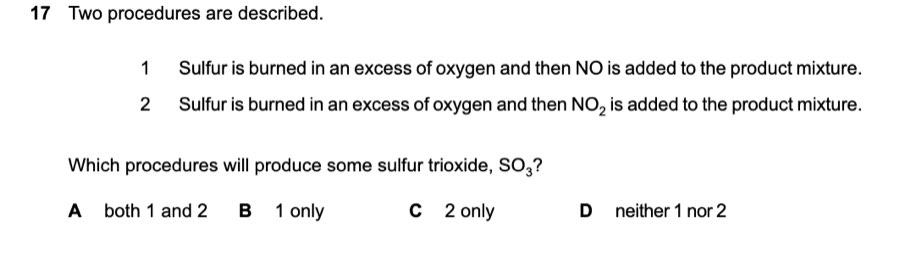 17 Two procedures are described.
1 Sulfur is burned in an excess of oxygen and then NO is added to the product mixture.
2 Sulfur is burned in an excess of oxygen and then NO₂ is added to the product mixture.
Which procedures will produce some sulfur trioxide, SO₃?
A both 1 and 2 B 1 only C 2 only D neither 1 nor 2